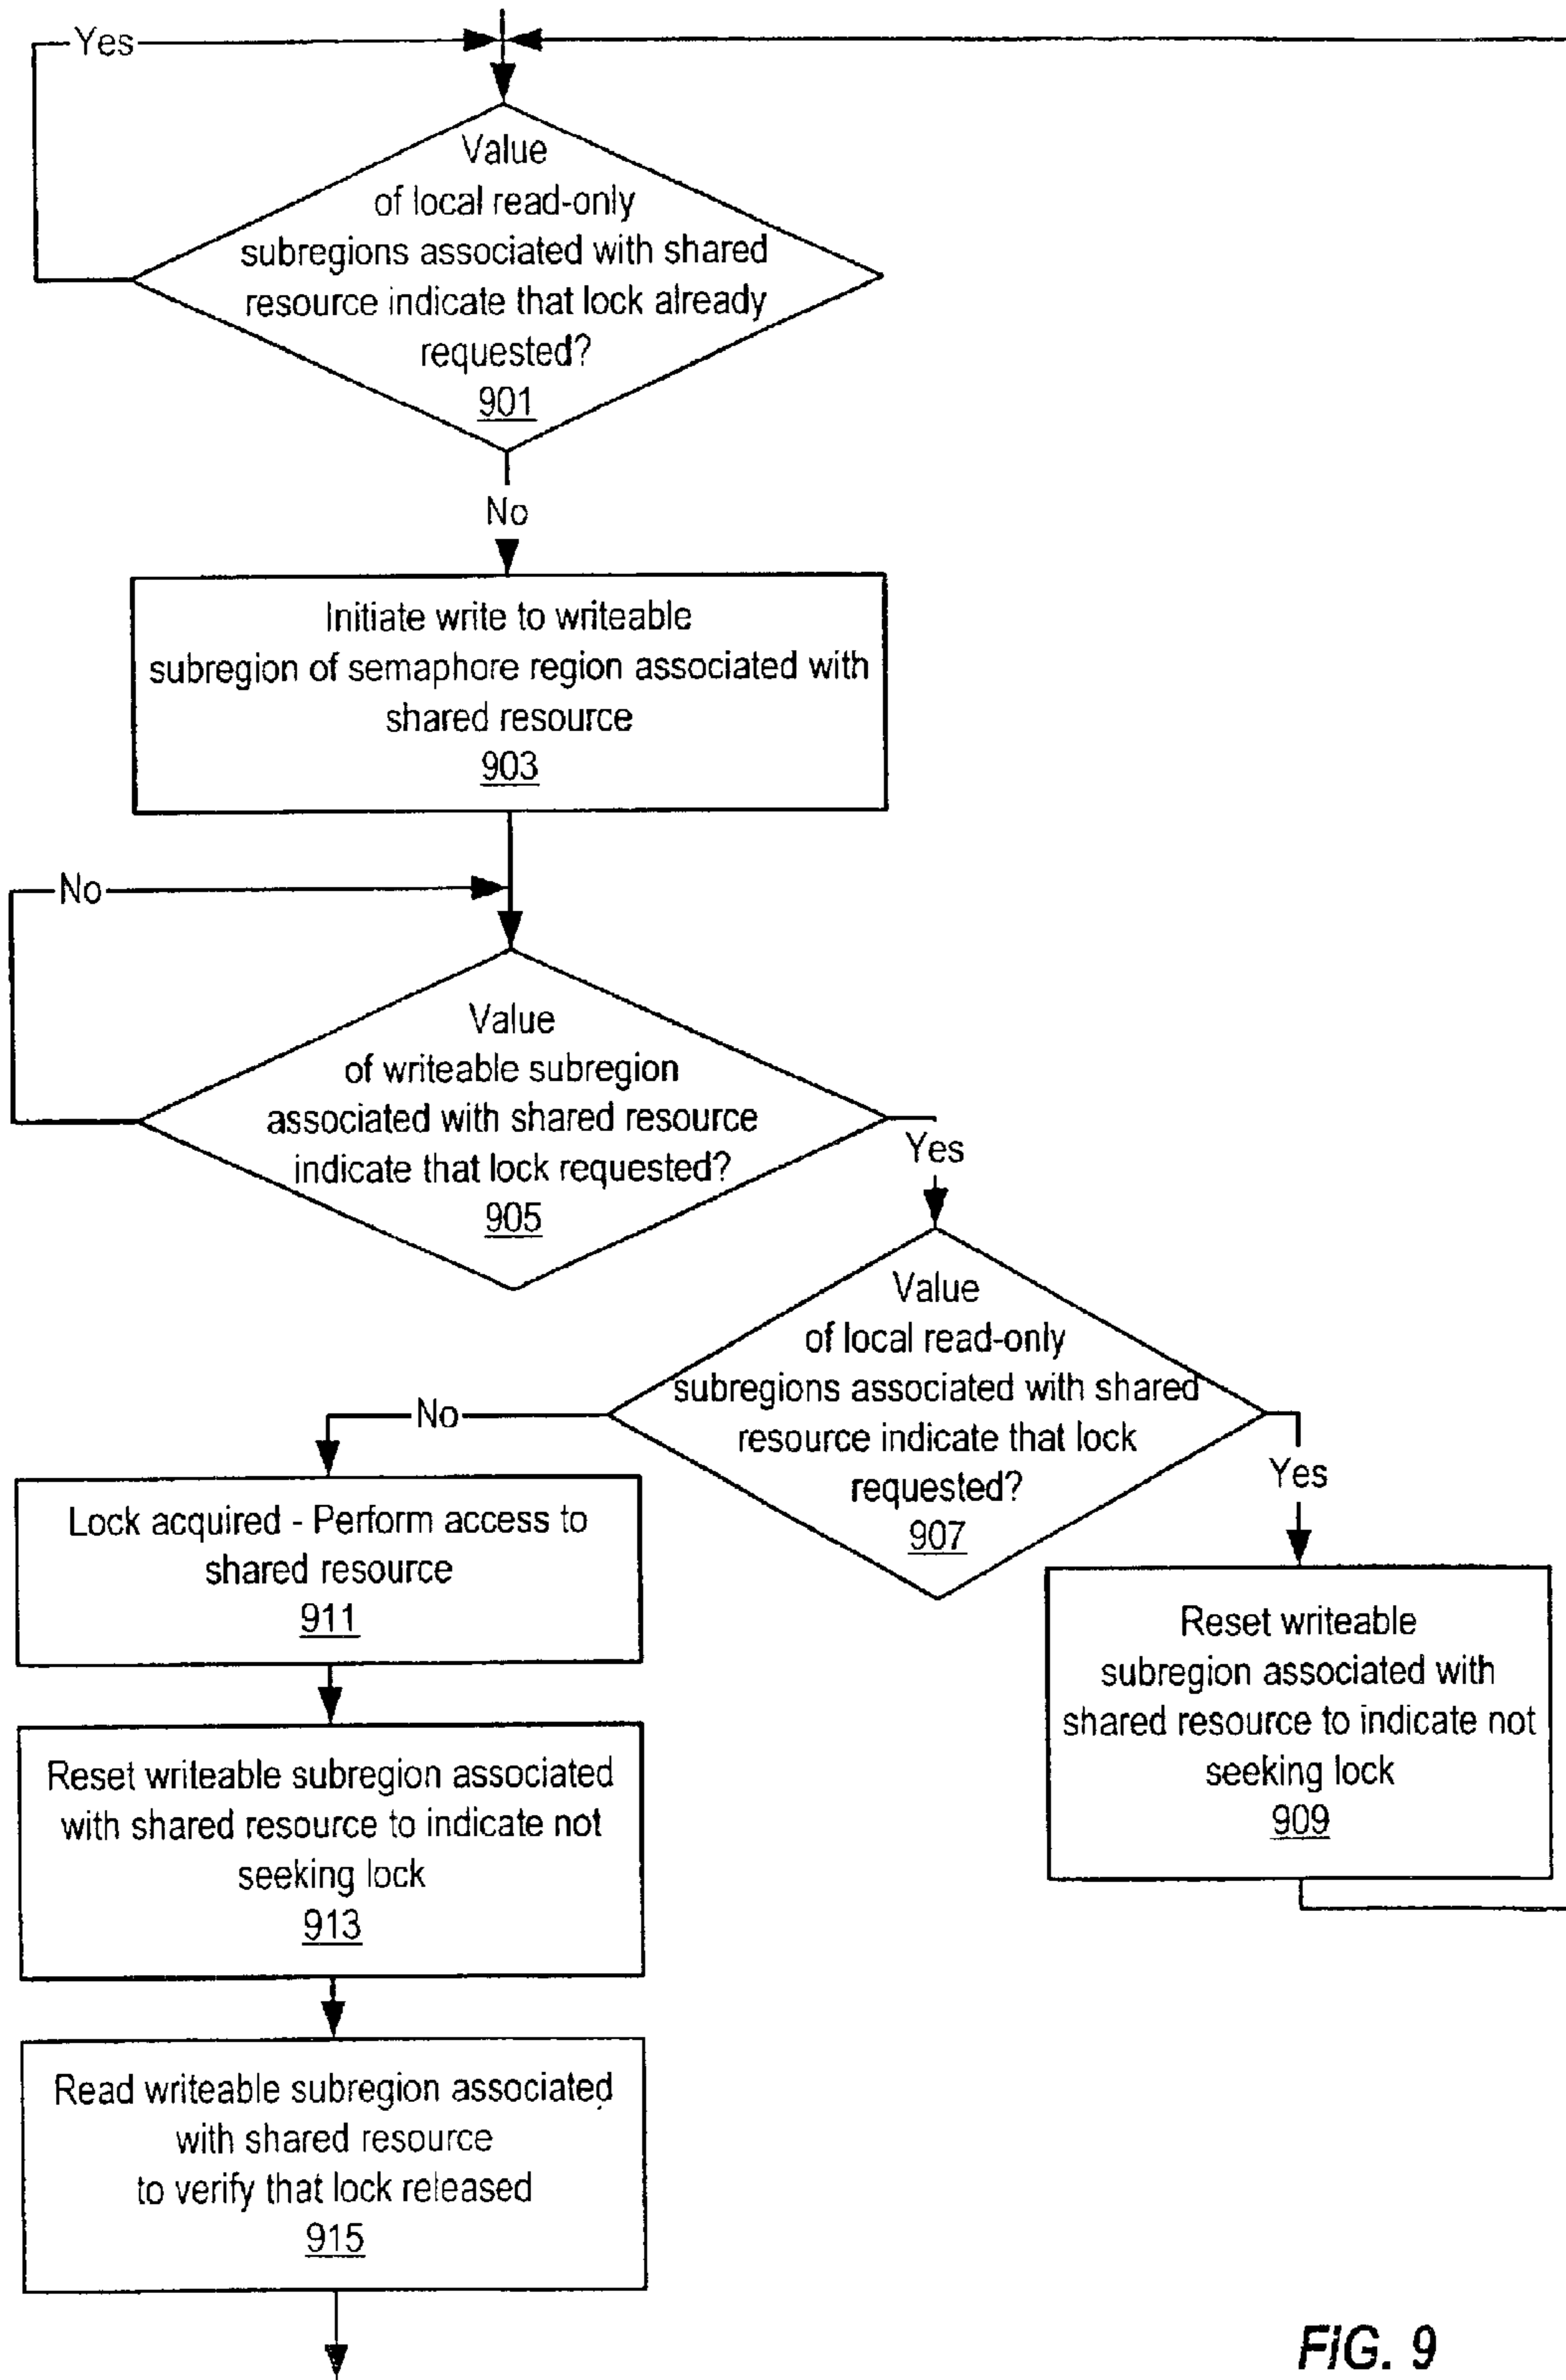 Yes
Value
of local read-only
subregions associated with shared
resource indicate that lock already
requested?
901
No
Initiate write to writeable
subregion of semaphore region associated with
shared resource
903
No
Value
of writeable subregion
associated with shared resource
indicate that lock requested?
905
Yes
Value
of local read-only
subregions associated with shared
resource indicate that lock
requested?
907
No
Yes
Lock acquired - Perform access to
shared resource
911
Reset writeable
subregion associated with
shared resource to indicate not
seeking lock
909
Reset writeable subregion associated
with shared resource to indicate not
seeking lock
913
Read writeable subregion associated
with shared resource
to verify that lock released
915
FIG. 9